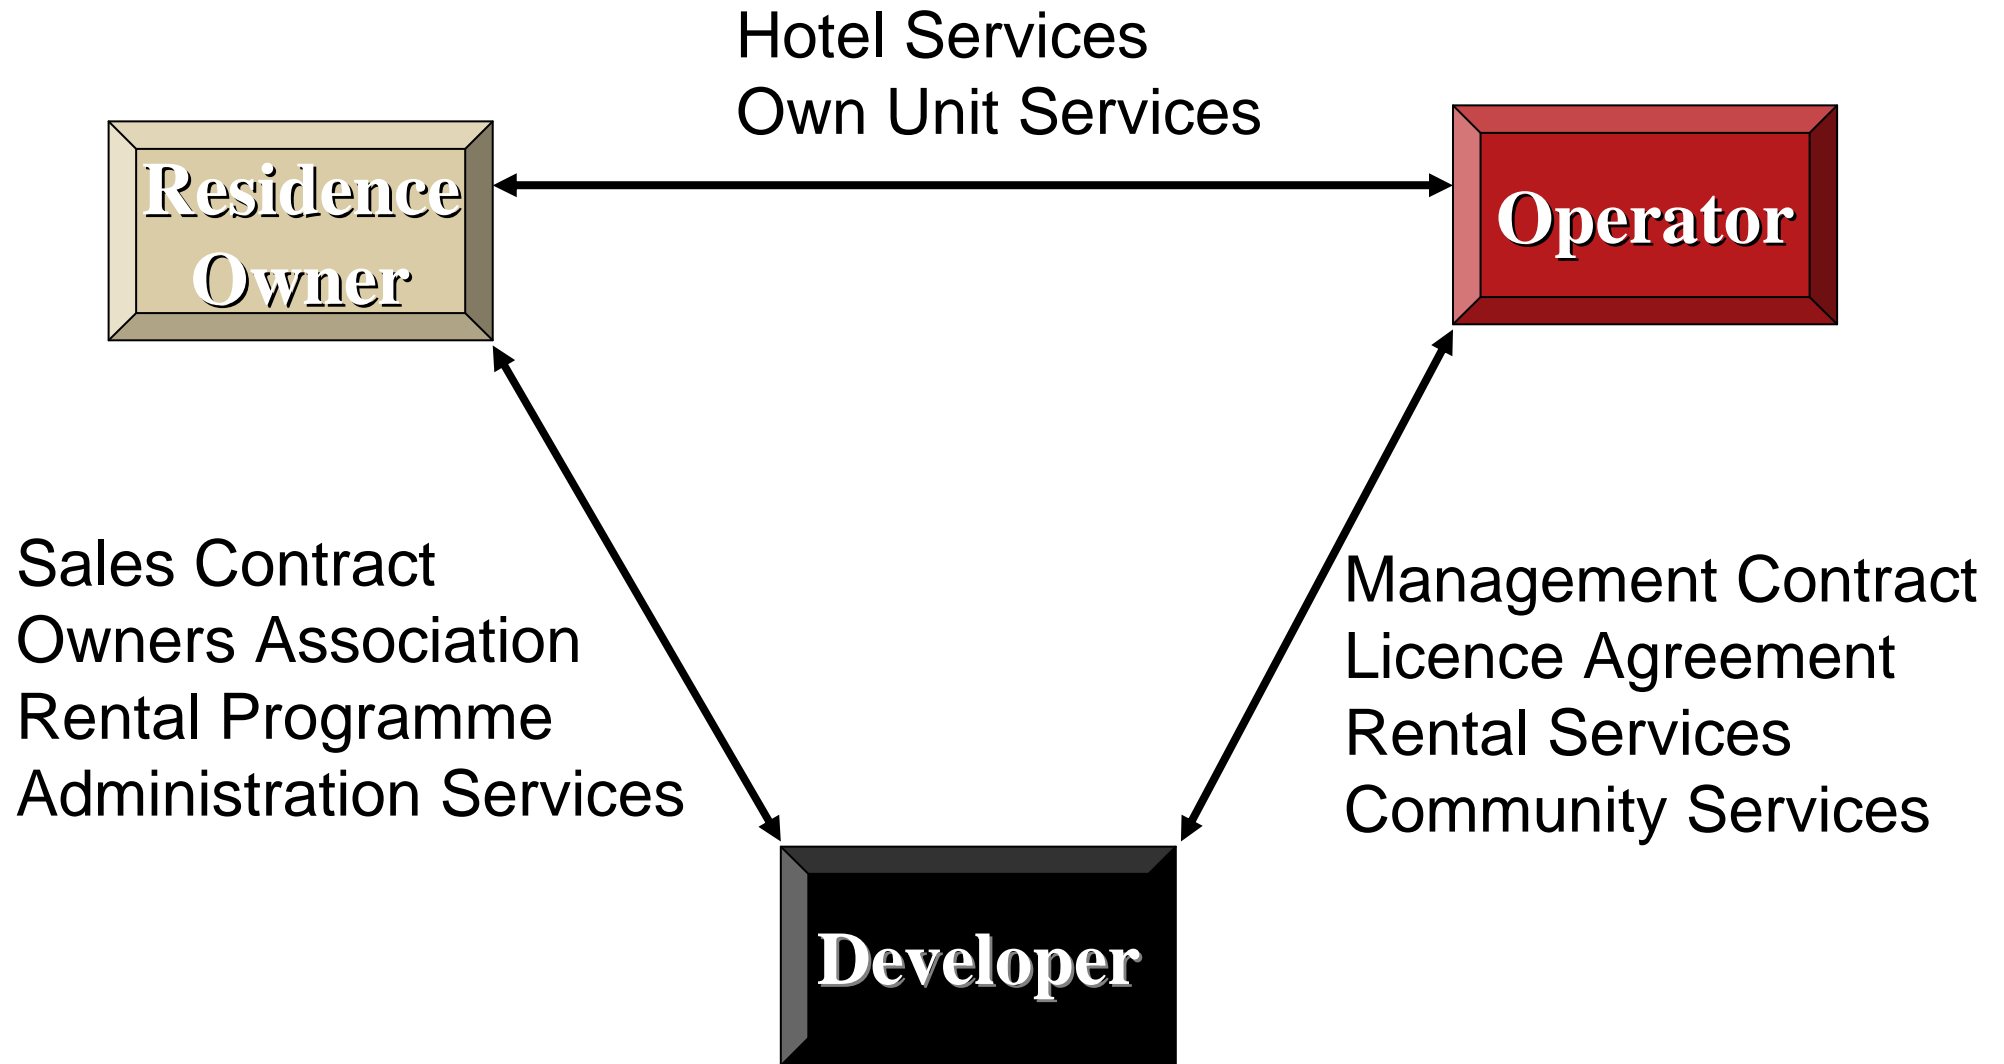 Hotel Services
Own Unit Services
Residence
Owner
Operator
Sales Contract
Owners Association
Rental Programme
Administration Services
Management Contract
Licence Agreement
Rental Services
Community Services
Developer